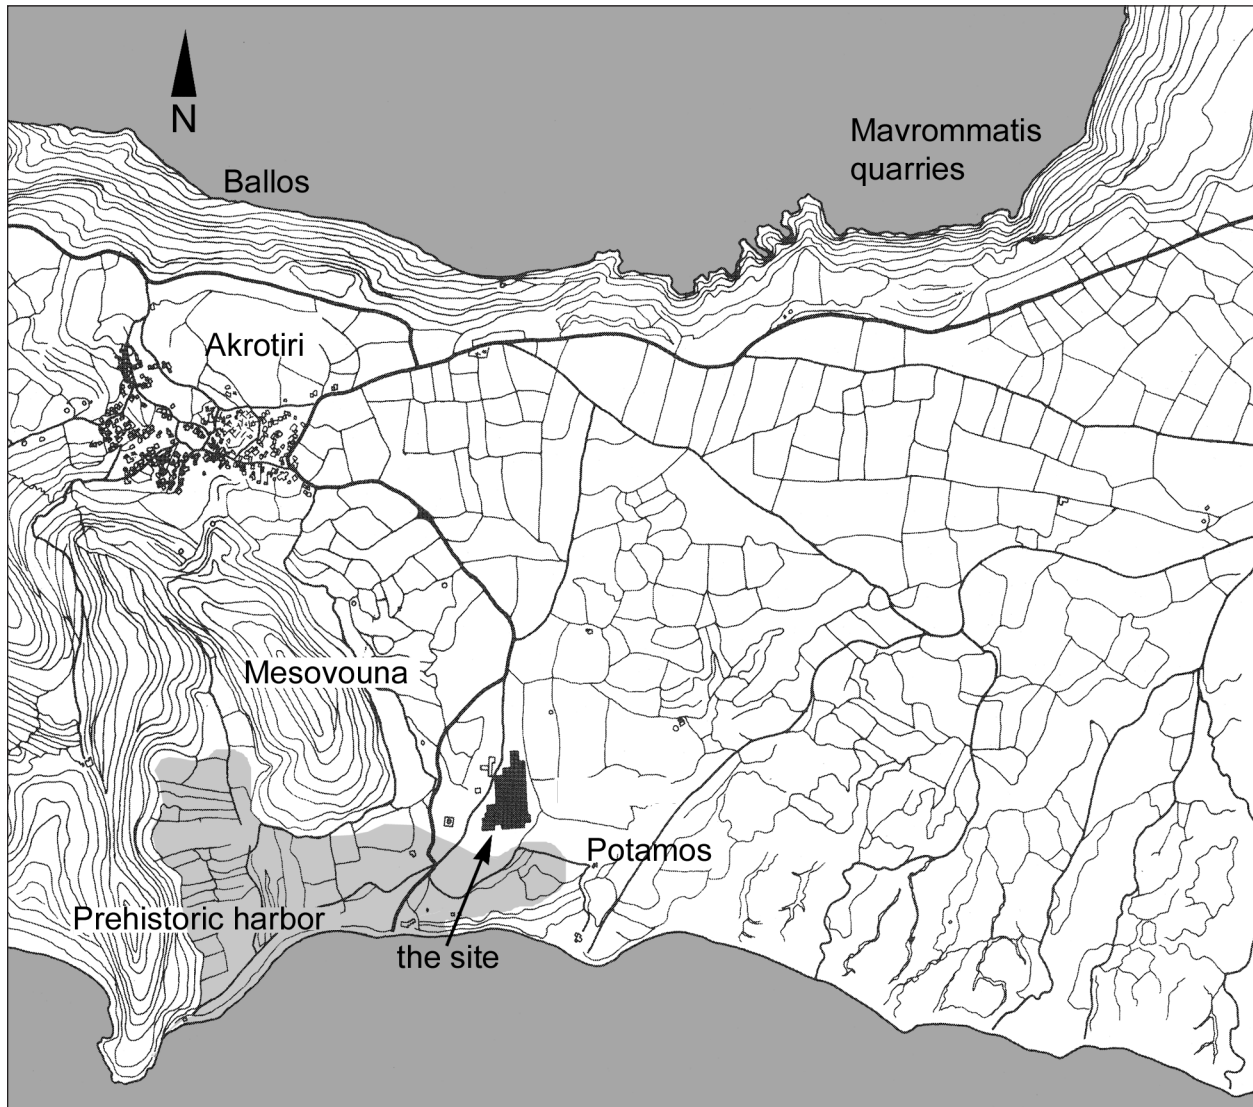 N
Mavrommatis
quarries
Ballos
Akrotiri
Mesovouna
Potamos
Prehistoric harbor
the site